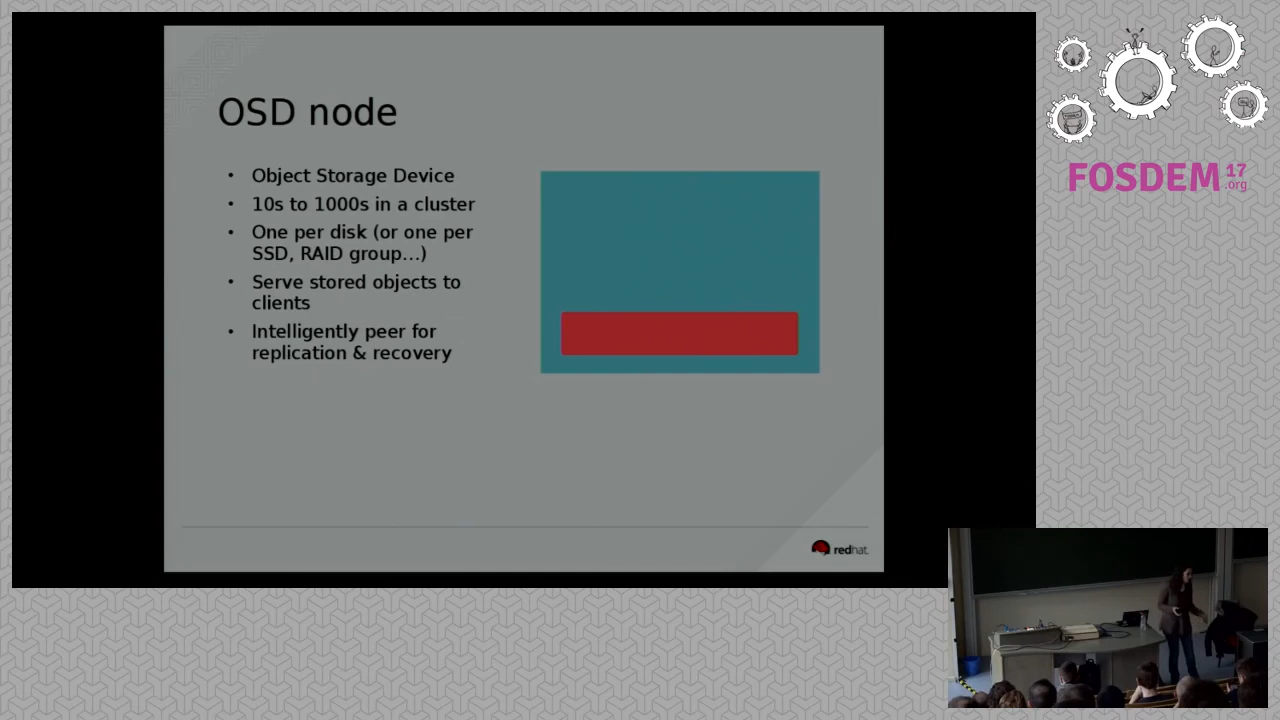 OSD node
• Object Storage Device
• 10s to 1000s in a cluster
• One per disk (or one per
SSD, RAID group...)
• Serve stored objects to
clients
• Intelligently peer for
replication & recovery
redhat.
FOSDEM 17
.org